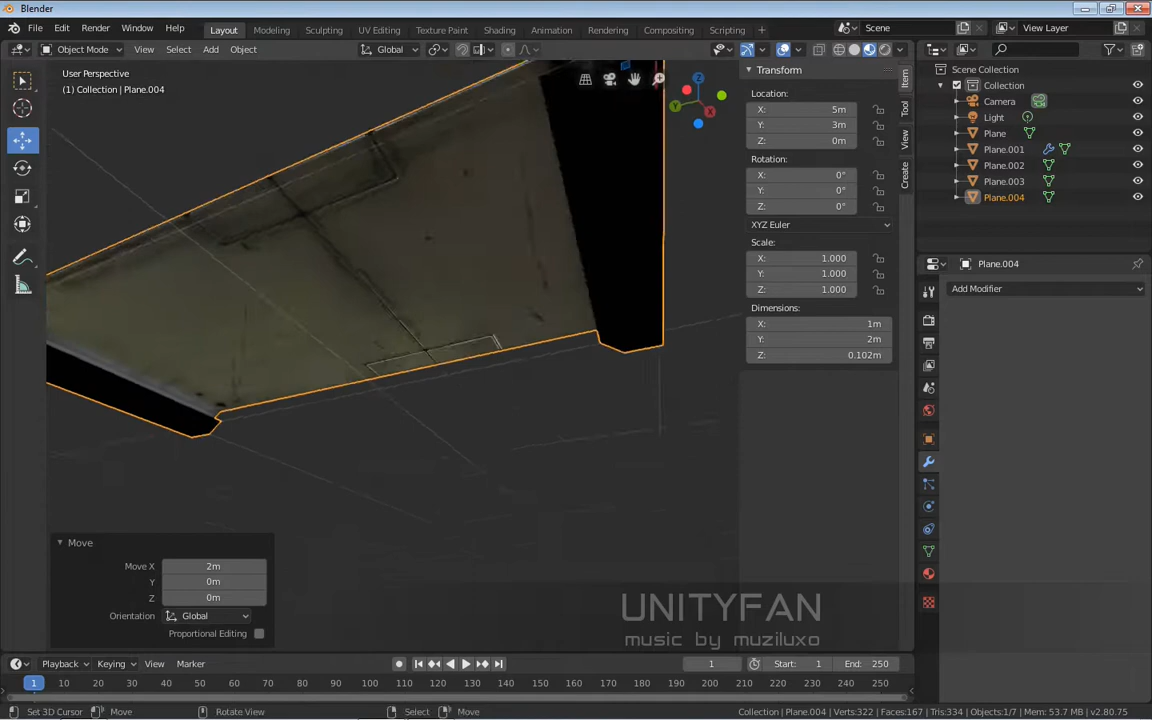 Blender
File Edit Render Window Help Layout Modeling Sculpting UV Editing Texture Paint Shading Animation Rendering Compositing Scripting + Scene View Layer
Object Mode View Select Add Object Global
User Perspective
(1) Collection | Plane.004
Z
Y
X
Transform
Location:
X: 5m
Y: 3m
Z: 0m
Rotation:
X: 0°
Y: 0°
Z: 0°
XYZ Euler
Scale:
X: 1.000
Y: 1.000
Z: 1.000
Dimensions:
X: 1m
Y: 2m
Z: 0.102m
Item
Tool
View
Create
Scene Collection
Collection
Camera
Light
Plane
Plane.001
Plane.002
Plane.003
Plane.004
Plane.004
Add Modifier
Move
Move X 2m
Y 0m
Z 0m
Orientation Global
Proportional Editing
UNITYFAN
music by muziluxo
Playback Keying View Marker 1 Start: 1 End: 250
1 10 20 30 40 50 60 70 80 90 100 110 120 130 140 150 160 170 180 190 200 210 220 230 240 250
Set 3D Cursor Move Rotate View Select Move Collection | Plane.004 | Verts:322 | Faces:167 | Tris:334 | Objects:1/7 | Mem: 53.7 MB | v2.80.75